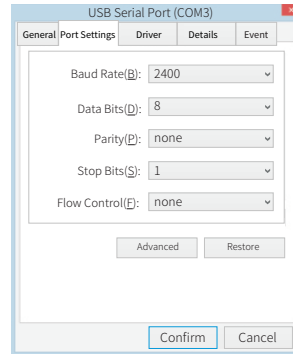 USB Serial Port (COM3)
General Port Settings Driver Details Event
Baud Rate(B): 2400
Data Bits(D): 8
Parity(P): none
Stop Bits(S): 1
Flow Control(F): none
Advanced Restore
Confirm Cancel